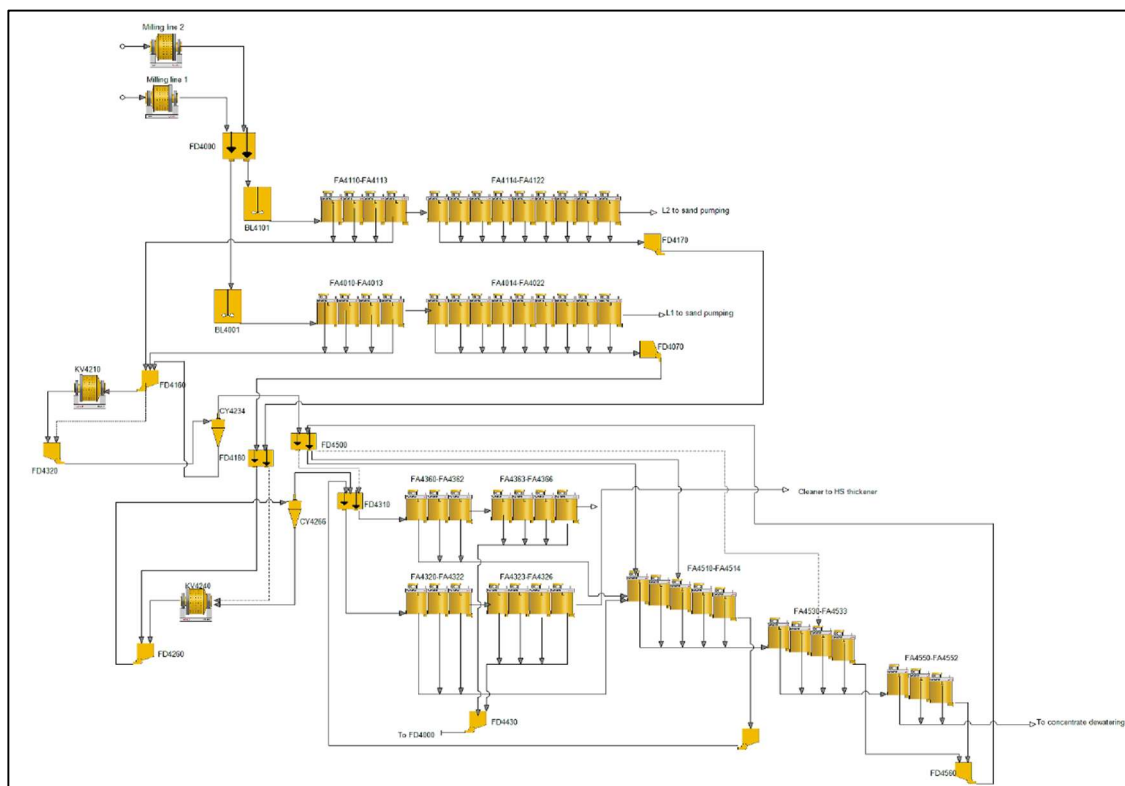 Milling line 2
Milling line 1
FD4000
FA4110-FA4113
FA4114-FA4122
L2 to sand pumping
BL4101
FD4170
FA4010-FA4013
FA4014-FA4022
L1 to sand pumping
BL4001
FD4070
KV4210
FD4160
CY4234
FD4320
FD4180
FD4500
FA4360-FA4362
FA4363-FA4366
Cleaner to HS thickener
FD4310
CY4266
FA4510-FA4514
KV4240
FA4320-FA4322
FA4323-FA4326
FA4530-FA4533
FD4260
FA4550-FA4552
FD4430
To FD4000
To concentrate dewatering
FD4560